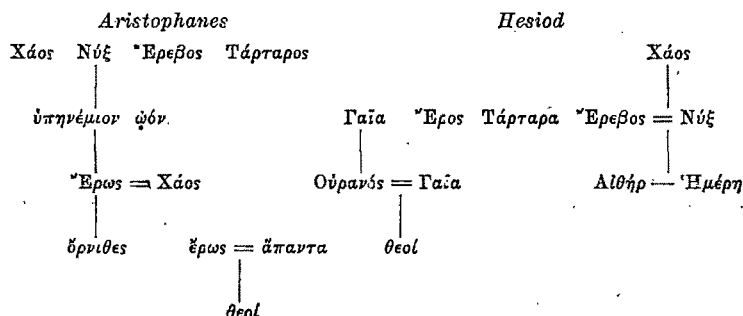 Aristophanes Hesiod
Χάος Νύξ Ἔρεβος Τάρταρος Χάος
ὑπηνέμιον ᾠόν. Γαῖα Ἔρος Τάρταρα Ἔρεβος = Νύξ
Ἔρως = Χάος Οὐρανός = Γαῖα Αἰθήρ — Ἡμέρη
ὄρνιθες ἔρως = ἅπαντα θεοί
θεοί